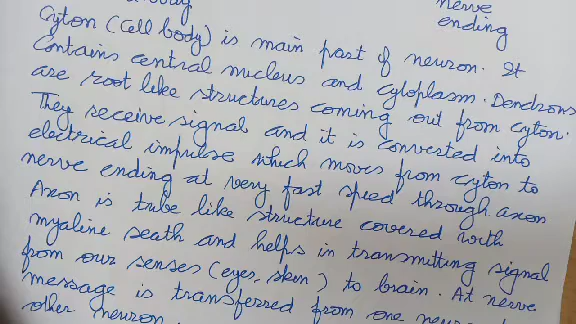 body
nerve
ending
Cyton (Cell body) is main part of neuron. It
Contains central nucleus and cytoplasm. Dendrons
are root like structures coming out from cyton.
They receive signal and it is converted into
electrical impulse which moves from cyton to
nerve ending at very fast speed through axon
Axon is tube like structure covered with
myaline seath and helps in transmitting signal
from our senses (eyes, skin) to brain. At nerve
message is transferred from one
other neuron